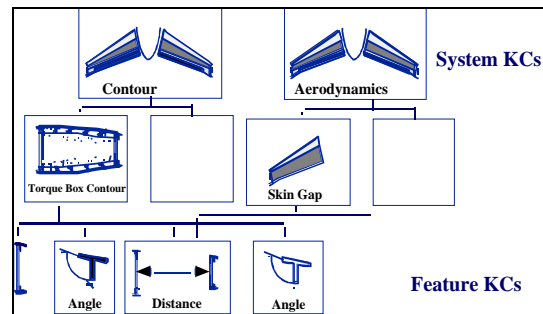 System KCs
Contour
Aerodynamics
Torque Box Contour
Skin Gap
Angle
Distance
Angle
Feature KCs